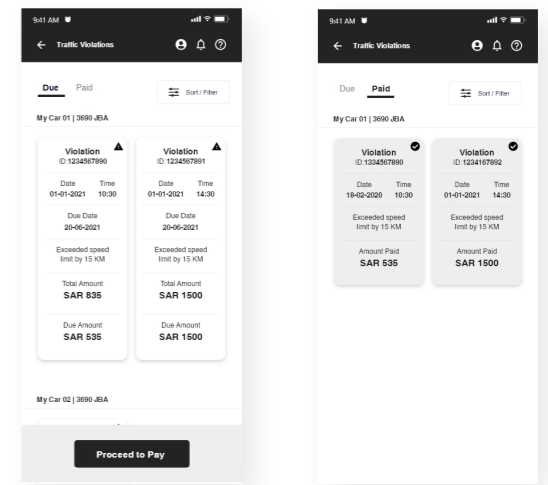 9:41 AM
Traffic Violations
Due Paid
Sort / Filter
My Car 01 | 3690 JBA
Violation Violation
ID:1234567890 ID:1234567891
Date Time Date Time
01-01-2021 10:30 01-01-2021 14:30
Due Date Due Date
20-06-2021 20-06-2021
Exceeded speed Exceeded speed
limit by 15 KM limit by 15 KM
Total Amount Total Amount
SAR 835 SAR 1500
Due Amount Due Amount
SAR 535 SAR 1500
My Car 02 | 3690 JBA
Proceed to Pay
9:41 AM
Traffic Violations
Due Paid
Sort / Filter
My Car 01 | 3690 JBA
Violation Violation
ID:1334567890 ID:1234167892
Date Time Date Time
18-02-2020 10:30 01-01-2021 14:30
Exceeded speed Exceeded speed
limit by 15 KM limit by 15 KM
Amount Paid Amount Paid
SAR 535 SAR 1500